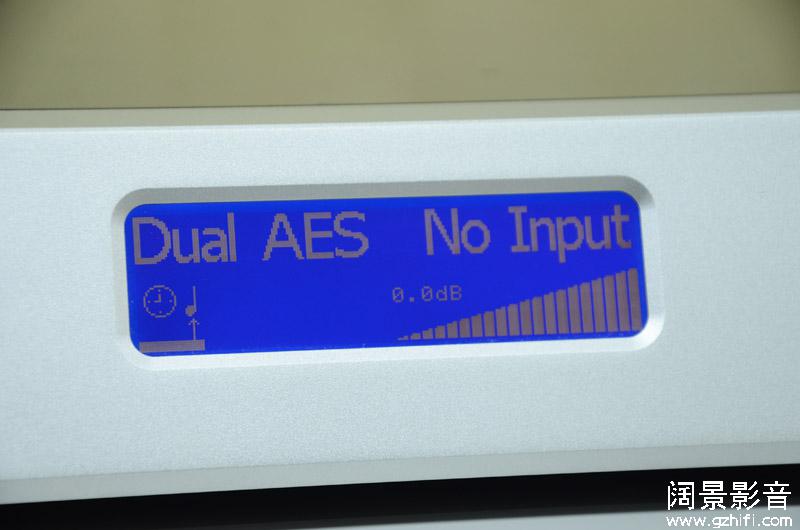 Dual AES No Input
0.0dB
阔景影音
www.gzhifi.com